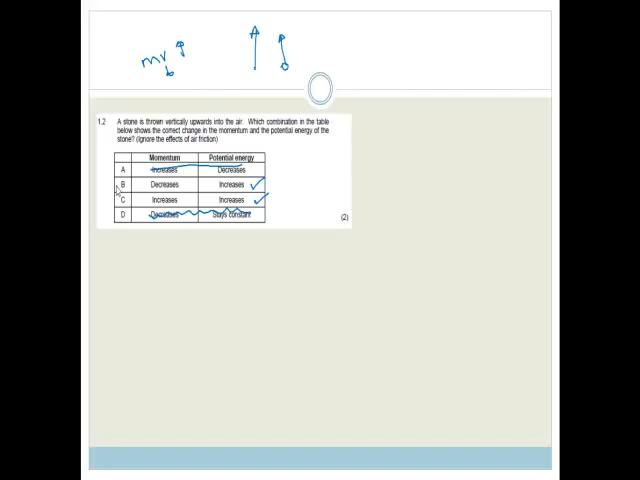 mv
1.2 A stone is thrown vertically upwards into the air. Which combination in the table
below shows the correct change in the momentum and the potential energy of the
stone? (Ignore the effects of air friction)
Momentum Potential energy
A Increases Decreases
B Decreases Increases
C Increases Increases
D Decreases Stays constant
(2)